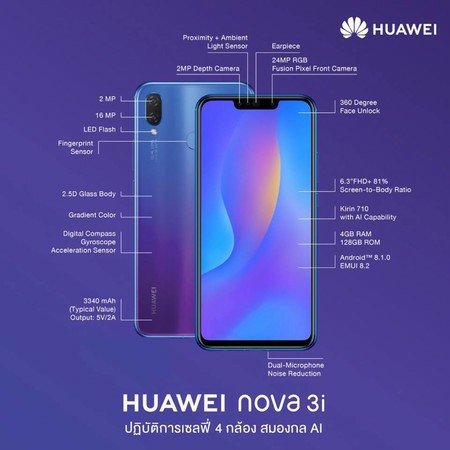 HUAWEI
Proximity + Ambient
Light Sensor
2MP Depth Camera
Earpiece
24MP RGB
Fusion Pixel Front Camera
2 MP
16 MP
LED Flash
Fingerprint
Sensor
2.5D Glass Body
Gradient Color
Digital Compass
Gyroscope
Acceleration Sensor
3340 mAh
(Typical Value)
Output: 5V/2A
360 Degree
Face Unlock
6.3"FHD+ 81%
Screen-to-Body Ratio
Kirin 710
with AI Capability
4GB RAM
128GB ROM
Android™ 8.1.0
EMUI 8.2
Dual-Microphone
Noise Reduction
HUAWEI
HUAWEI nova 3i
ปฏิบัติการเซลฟี่ 4 กล้อง สมองกล AI